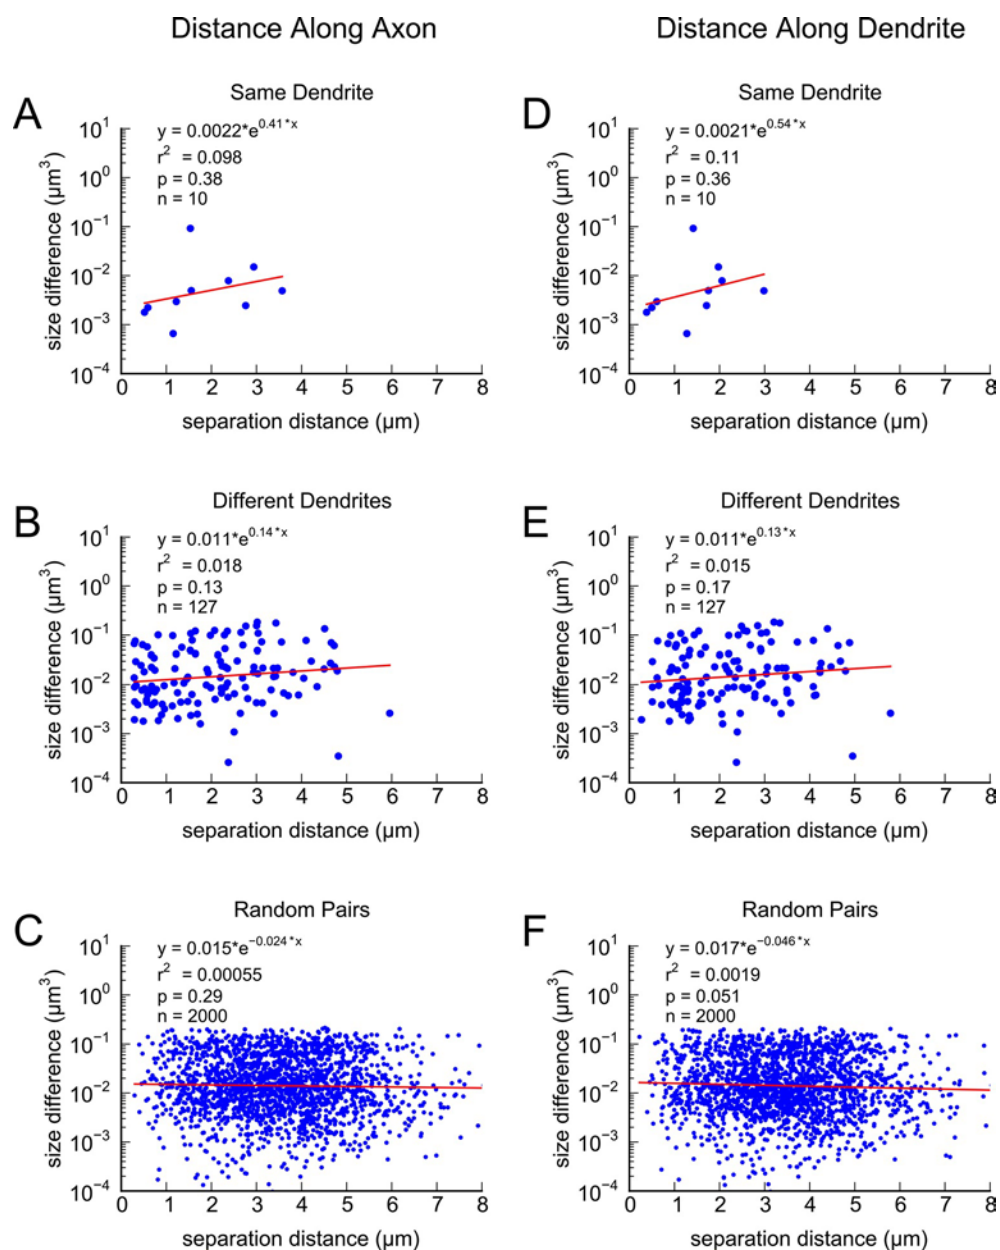 Distance Along Axon
Distance Along Dendrite
A
Same Dendrite
y = 0.0022*e^0.41*x
r² = 0.098
p = 0.38
n = 10
size difference (µm³)
10¹
10⁰
10⁻¹
10⁻²
10⁻³
10⁻⁴
0 1 2 3 4 5 6 7 8
separation distance (µm)
D
Same Dendrite
y = 0.0021*e^0.54*x
r² = 0.11
p = 0.36
n = 10
size difference (µm³)
10¹
10⁰
10⁻¹
10⁻²
10⁻³
10⁻⁴
0 1 2 3 4 5 6 7 8
separation distance (µm)
B
Different Dendrites
y = 0.011*e^0.14*x
r² = 0.018
p = 0.13
n = 127
size difference (µm³)
10¹
10⁰
10⁻¹
10⁻²
10⁻³
10⁻⁴
0 1 2 3 4 5 6 7 8
separation distance (µm)
E
Different Dendrites
y = 0.011*e^0.13*x
r² = 0.015
p = 0.17
n = 127
size difference (µm³)
10¹
10⁰
10⁻¹
10⁻²
10⁻³
10⁻⁴
0 1 2 3 4 5 6 7 8
separation distance (µm)
C
Random Pairs
y = 0.015*e^−0.024*x
r² = 0.00055
p = 0.29
n = 2000
size difference (µm³)
10¹
10⁰
10⁻¹
10⁻²
10⁻³
10⁻⁴
0 1 2 3 4 5 6 7 8
separation distance (µm)
F
Random Pairs
y = 0.017*e^−0.046*x
r² = 0.0019
p = 0.051
n = 2000
size difference (µm³)
10¹
10⁰
10⁻¹
10⁻²
10⁻³
10⁻⁴
0 1 2 3 4 5 6 7 8
separation distance (µm)